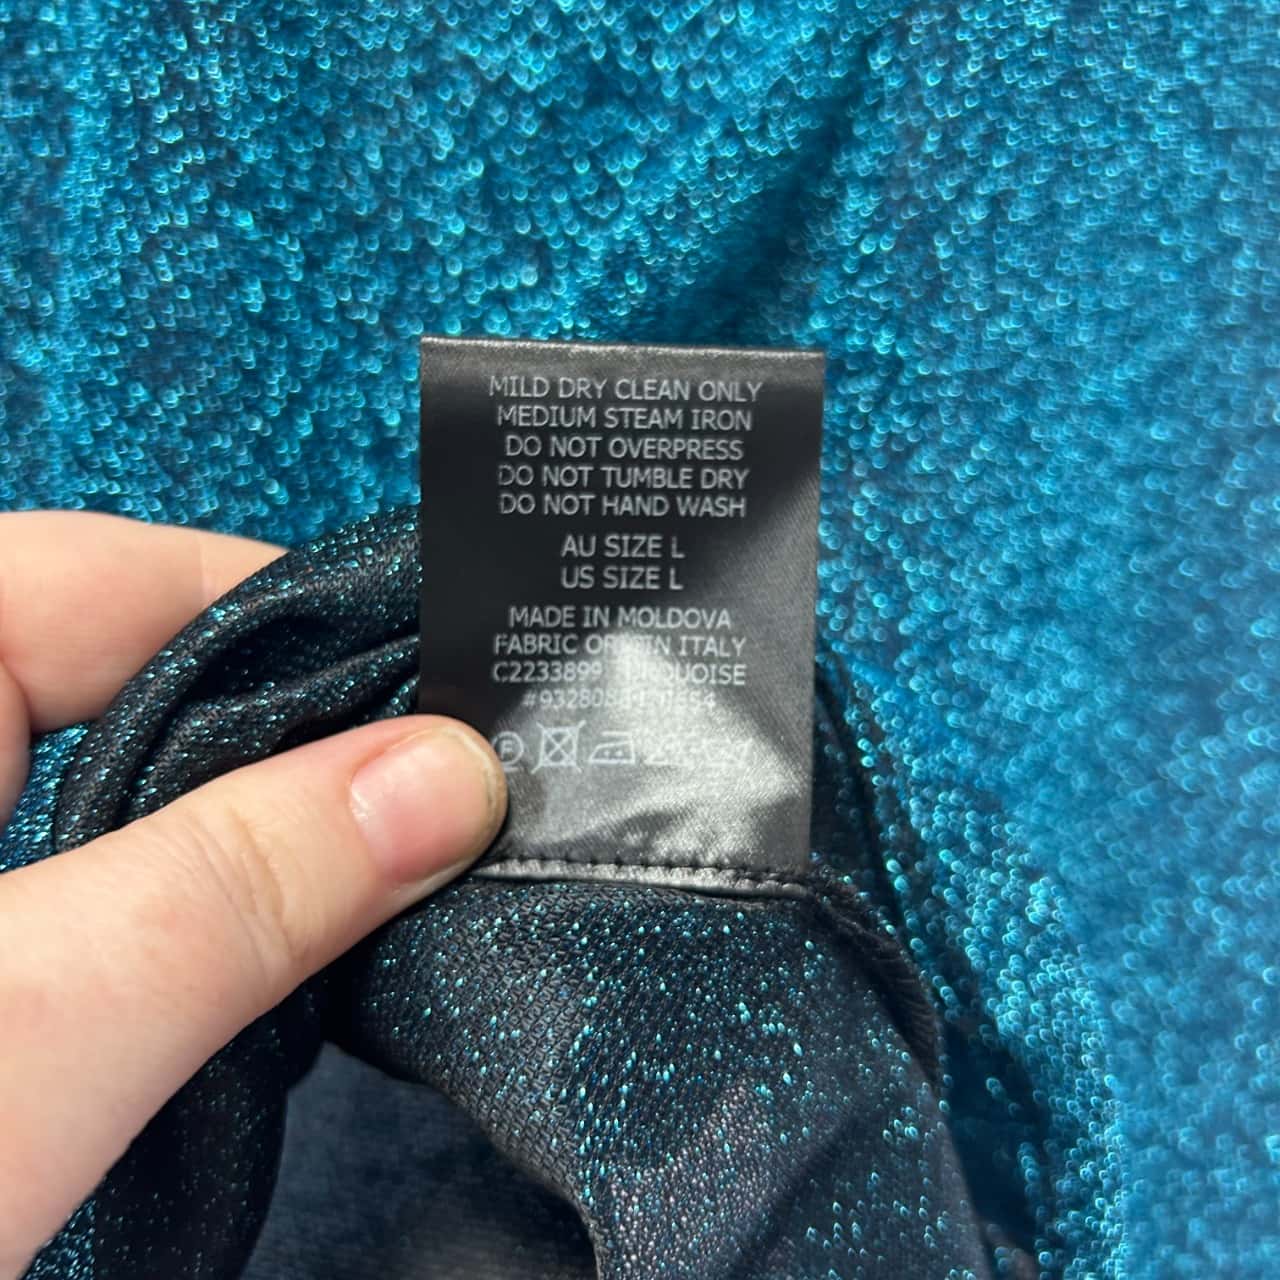 MILD DRY CLEAN ONLY
MEDIUM STEAM IRON
DO NOT OVERPRESS
DO NOT TUMBLE DRY
DO NOT HAND WASH
AU SIZE L
US SIZE L
MADE IN MOLDOVA
FABRIC ORIGIN ITALY
C2233899 TURQUOISE